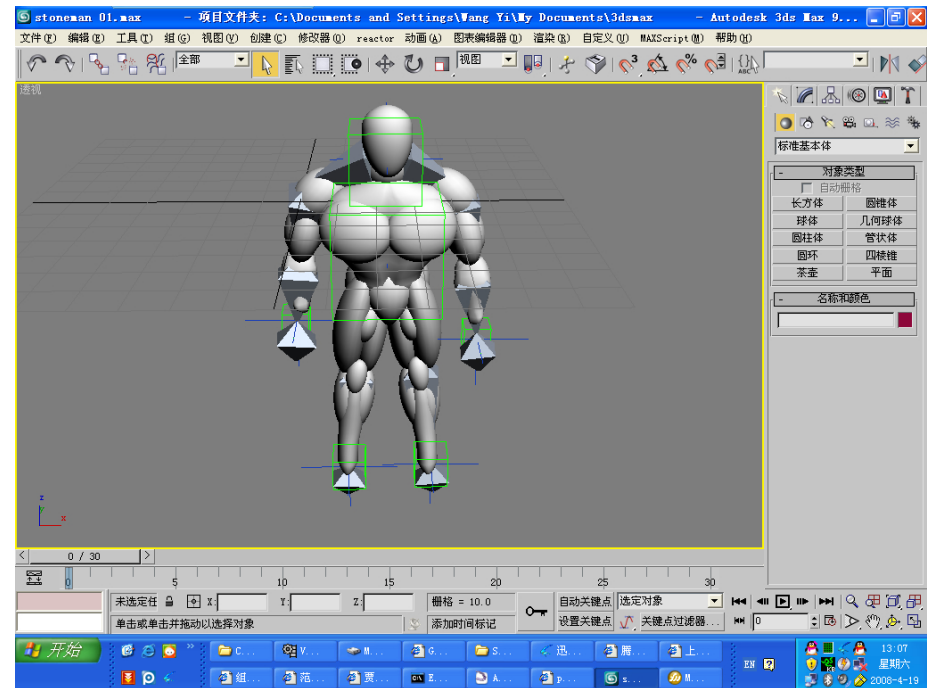 stoneman 01.max - 项目文件夹: C:\Documents and Settings\Wang Yi\My Documents\3dsmax - Autodesk 3ds Max 9...
文件(F) 编辑(E) 工具(T) 组(G) 视图(V) 创建(C) 修改器(O) reactor 动画(A) 图表编辑器(D) 渲染(R) 自定义(U) MAXScript(M) 帮助(H)
全部 视图
透视
标准基本体
- 对象类型
自动栅格
长方体 圆锥体
球体 几何球体
圆柱体 管状体
圆环 四棱锥
茶壶 平面
- 名称和颜色
z
y
x
< 0 / 30 >
0 5 10 15 20 25 30
未选定任 X: Y: Z: 栅格 = 10.0 自动关键点 选定对象
单击或单击并拖动以选择对象 添加时间标记 设置关键点 关键点过滤器... 0
开始 C... V... M... G... S... 迅... 腾... 上... 13:07
EN 星期六
组... 范... 贾... E... A... p... s... M... 2008-4-19